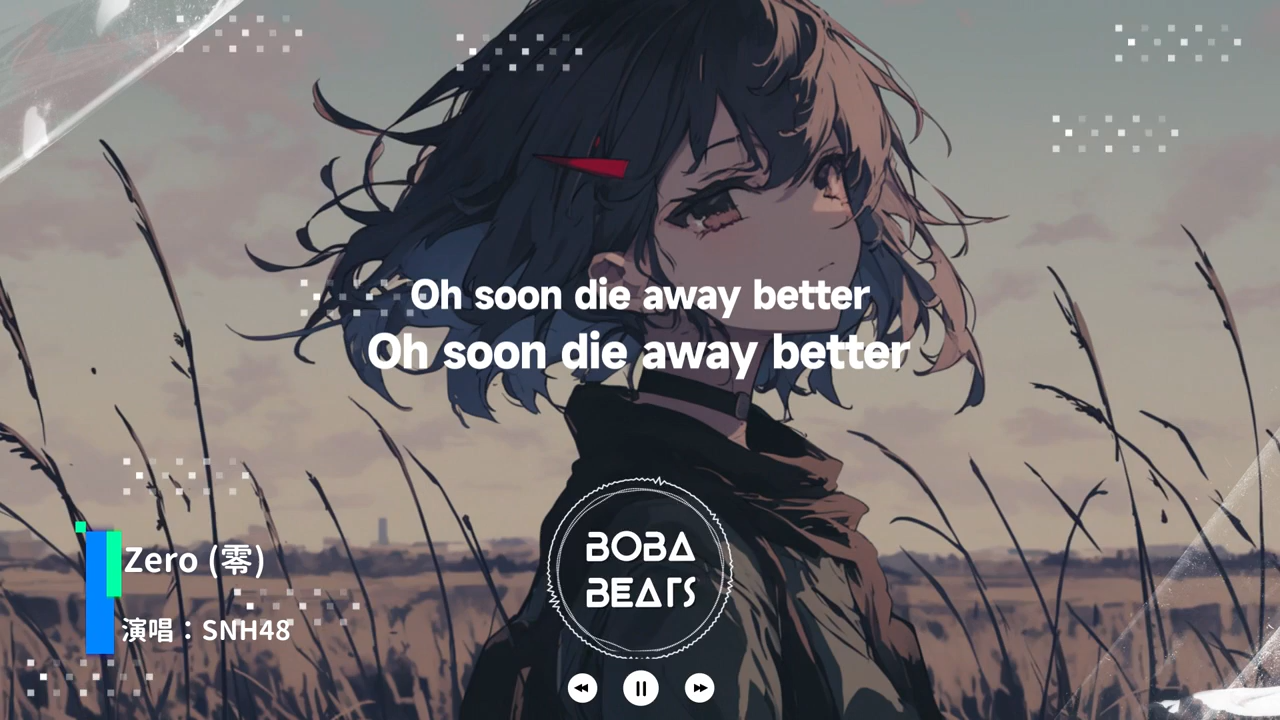 Oh soon die away better
Oh soon die away better
BOBA
BEATS
Zero (零)
演唱：SNH48